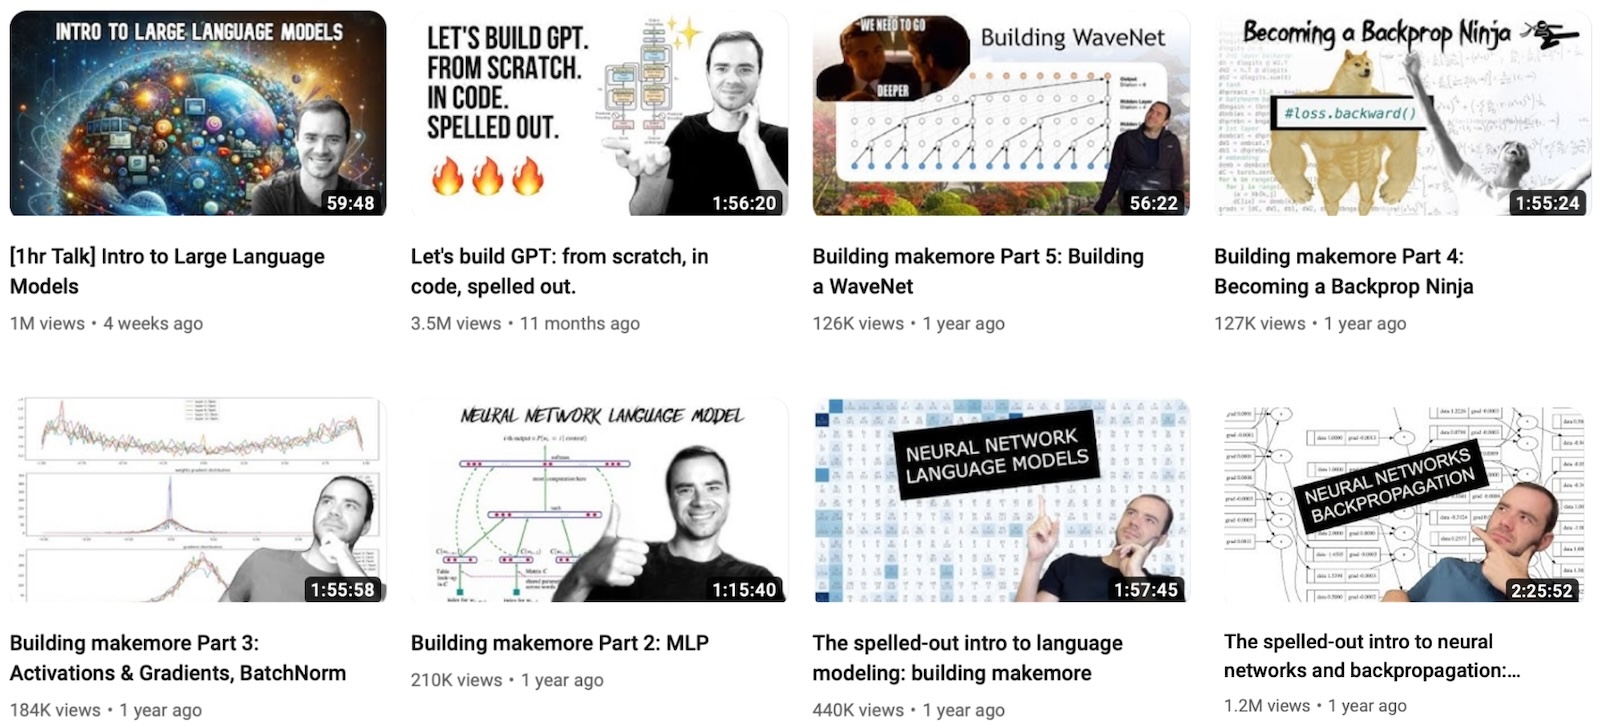 INTRO TO LARGE LANGUAGE MODELS
59:48
[1hr Talk] Intro to Large Language
Models
1M views • 4 weeks ago
LET'S BUILD GPT.
FROM SCRATCH.
IN CODE.
SPELLED OUT.
1:56:20
Let's build GPT: from scratch, in
code, spelled out.
3.5M views • 11 months ago
WE NEED TO GO
DEEPER
Building WaveNet
Output
Hidden Layer
56:22
Building makemore Part 5: Building
a WaveNet
126K views • 1 year ago
Becoming a Backprop Ninja
#loss.backward()
1:55:24
Building makemore Part 4:
Becoming a Backprop Ninja
127K views • 1 year ago
1:55:58
Building makemore Part 3:
Activations & Gradients, BatchNorm
184K views • 1 year ago
NEURAL NETWORK LANGUAGE MODEL
softmax
tanh
1:15:40
Building makemore Part 2: MLP
210K views • 1 year ago
NEURAL NETWORK
LANGUAGE MODELS
1:57:45
The spelled-out intro to language
modeling: building makemore
440K views • 1 year ago
NEURAL NETWORKS
BACKPROPAGATION
2:25:52
The spelled-out intro to neural
networks and backpropagation:...
1.2M views • 1 year ago